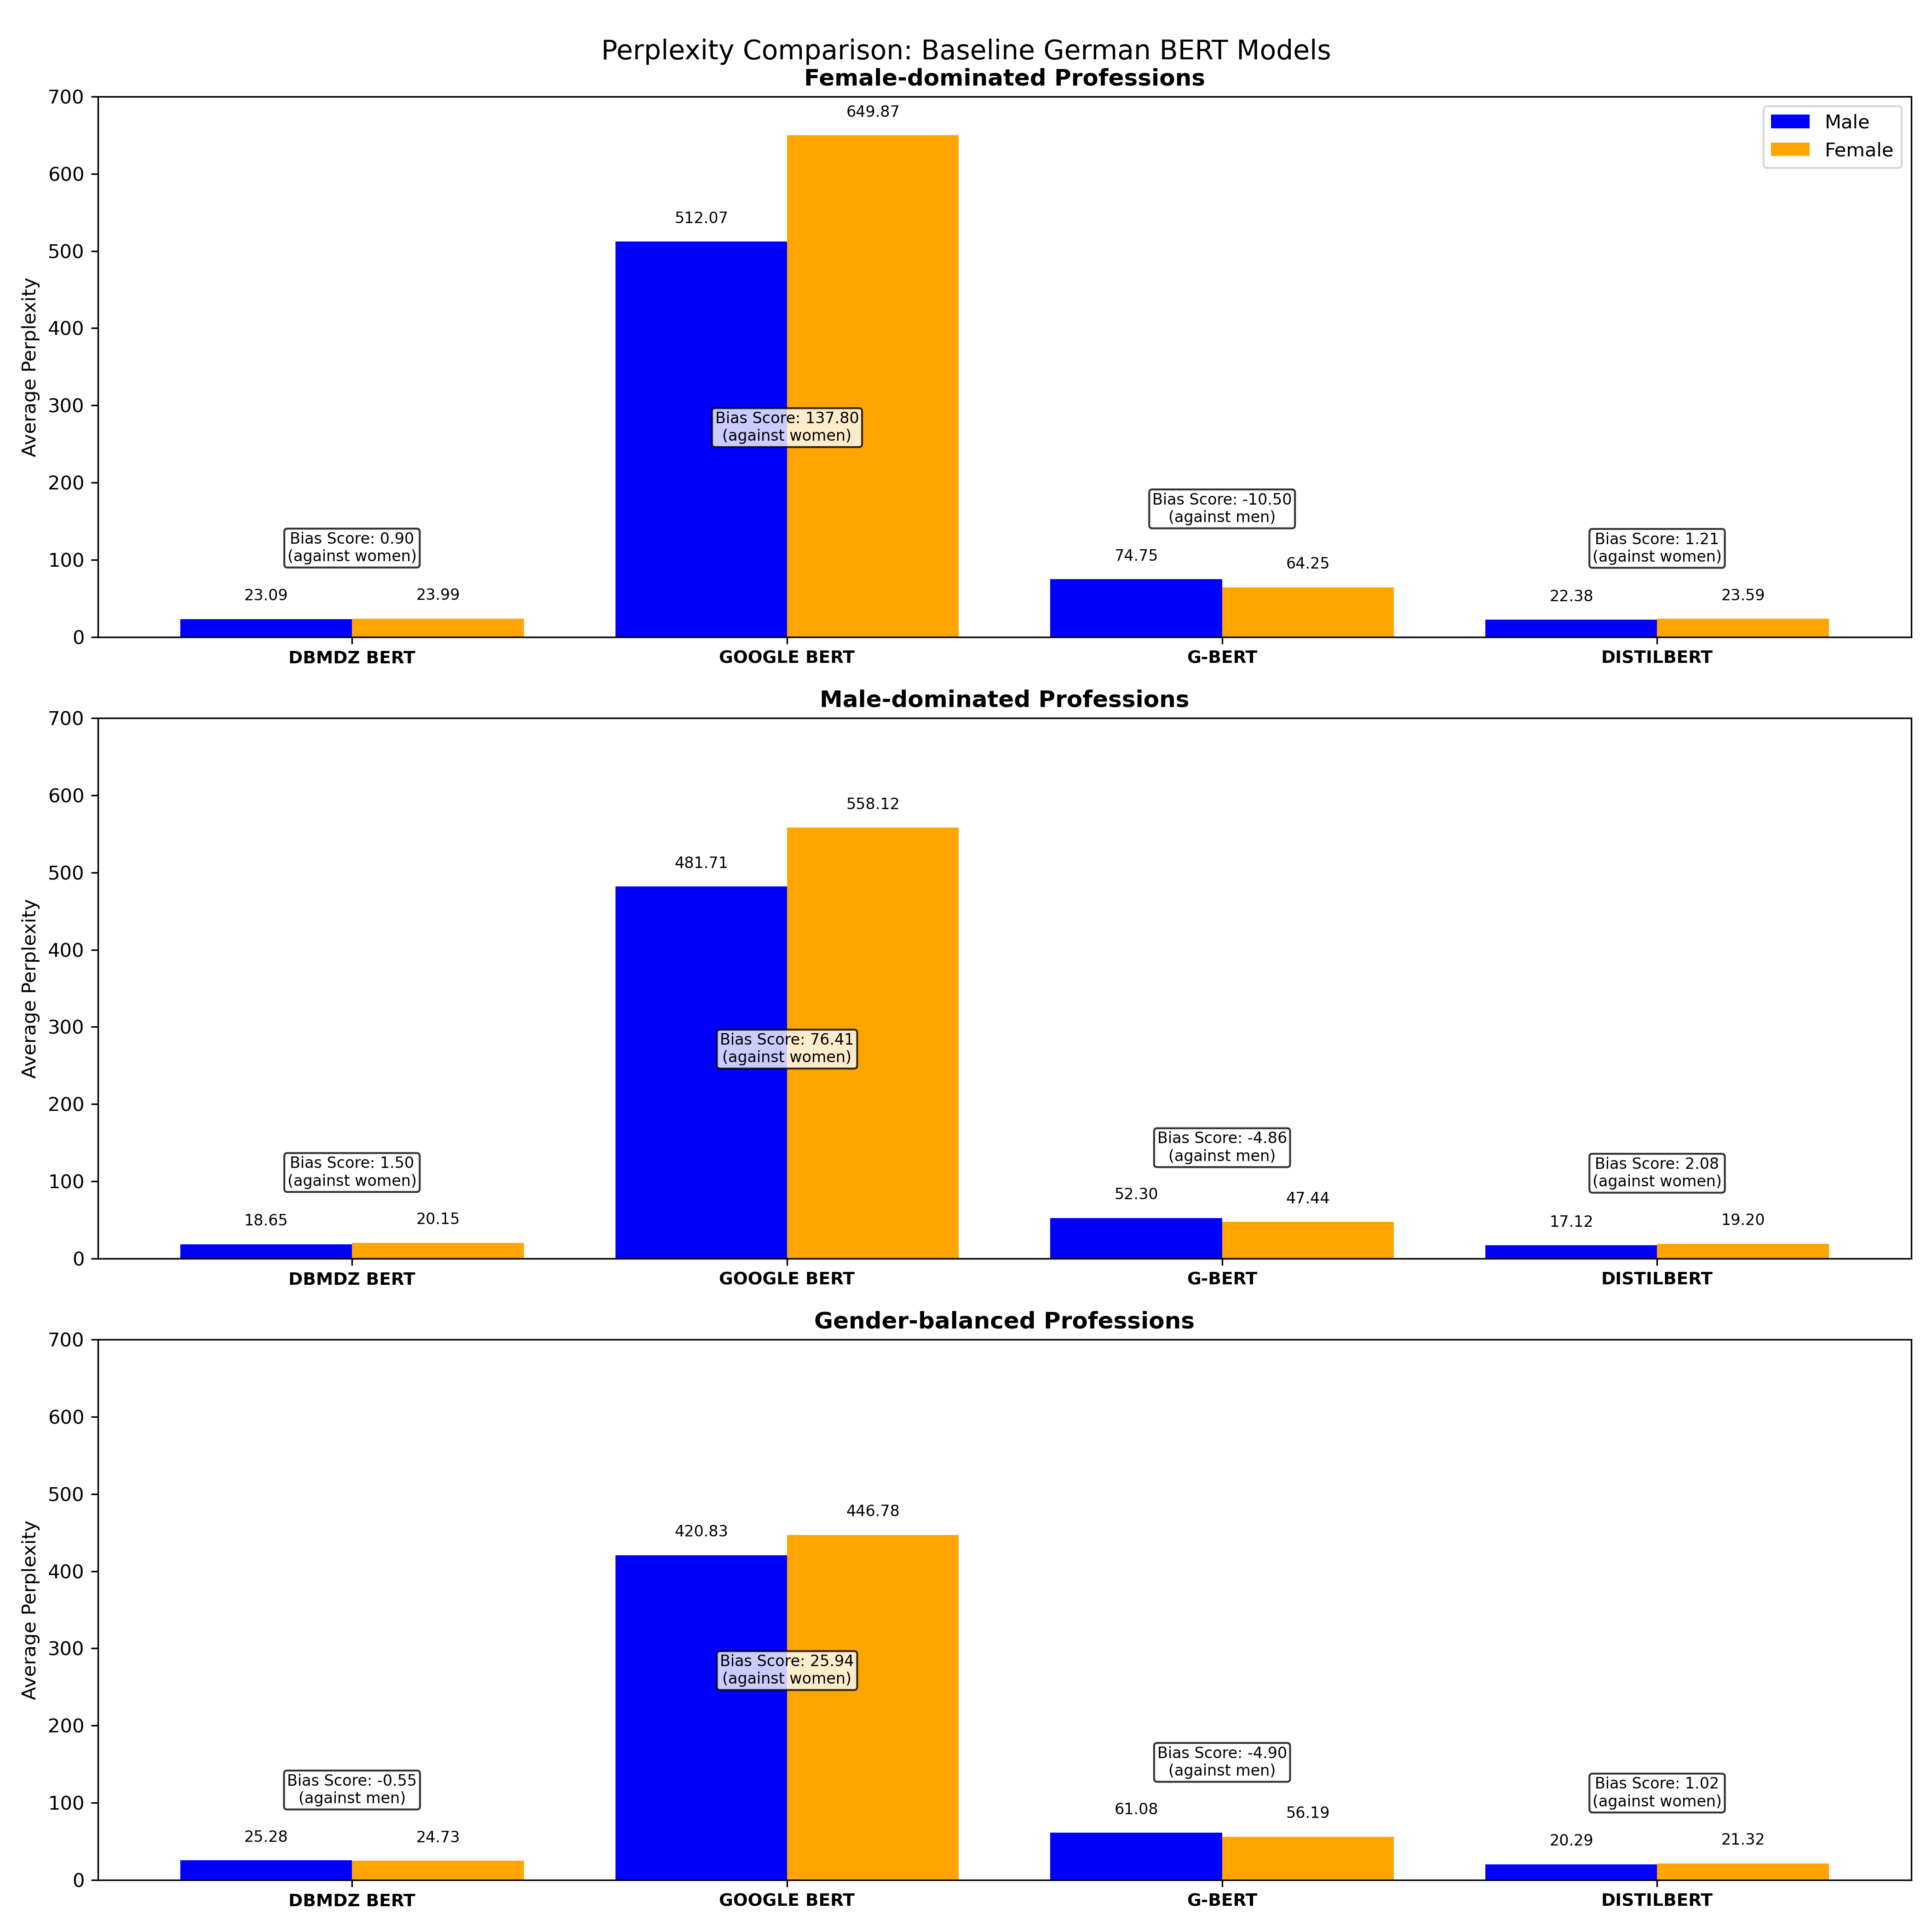 Perplexity Comparison: Baseline German BERT Models
Female-dominated Professions
700
600
500
400
300
200
100
0
Average Perplexity
Male
Female
649.87
512.07
Bias Score: 137.80
(against women)
Bias Score: -10.50
(against men)
Bias Score: 0.90
(against women)
Bias Score: 1.21
(against women)
74.75
64.25
23.09
23.99
22.38
23.59
DBMDZ BERT
GOOGLE BERT
G-BERT
DISTILBERT
Male-dominated Professions
700
600
500
400
300
200
100
0
Average Perplexity
558.12
481.71
Bias Score: 76.41
(against women)
Bias Score: -4.86
(against men)
Bias Score: 1.50
(against women)
Bias Score: 2.08
(against women)
52.30
47.44
18.65
20.15
17.12
19.20
DBMDZ BERT
GOOGLE BERT
G-BERT
DISTILBERT
Gender-balanced Professions
700
600
500
400
300
200
100
0
Average Perplexity
446.78
420.83
Bias Score: 25.94
(against women)
Bias Score: -4.90
(against men)
Bias Score: -0.55
(against men)
Bias Score: 1.02
(against women)
61.08
56.19
25.28
24.73
20.29
21.32
DBMDZ BERT
GOOGLE BERT
G-BERT
DISTILBERT